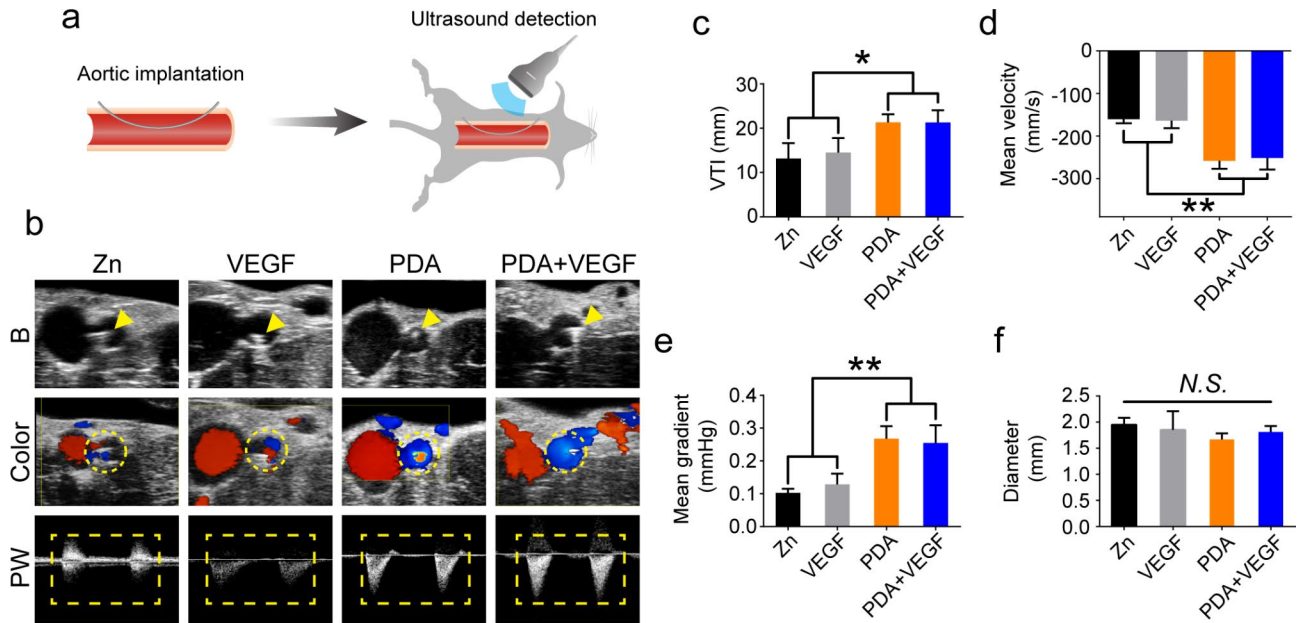 a
Aortic implantation
Ultrasound detection
b
Zn
VEGF
PDA
PDA+VEGF
B
Color
PW
c
VTI (mm)
30
20
10
0
*
Zn
VEGF
PDA
PDA+VEGF
d
Mean velocity
(mm/s)
0
-100
-200
-300
**
Zn
VEGF
PDA
PDA+VEGF
e
Mean gradient
(mmHg)
0.4
0.3
0.2
0.1
0.0
**
Zn
VEGF
PDA
PDA+VEGF
f
Diameter
(mm)
2.5
2.0
1.5
1.0
0.5
0.0
N.S.
Zn
VEGF
PDA
PDA+VEGF